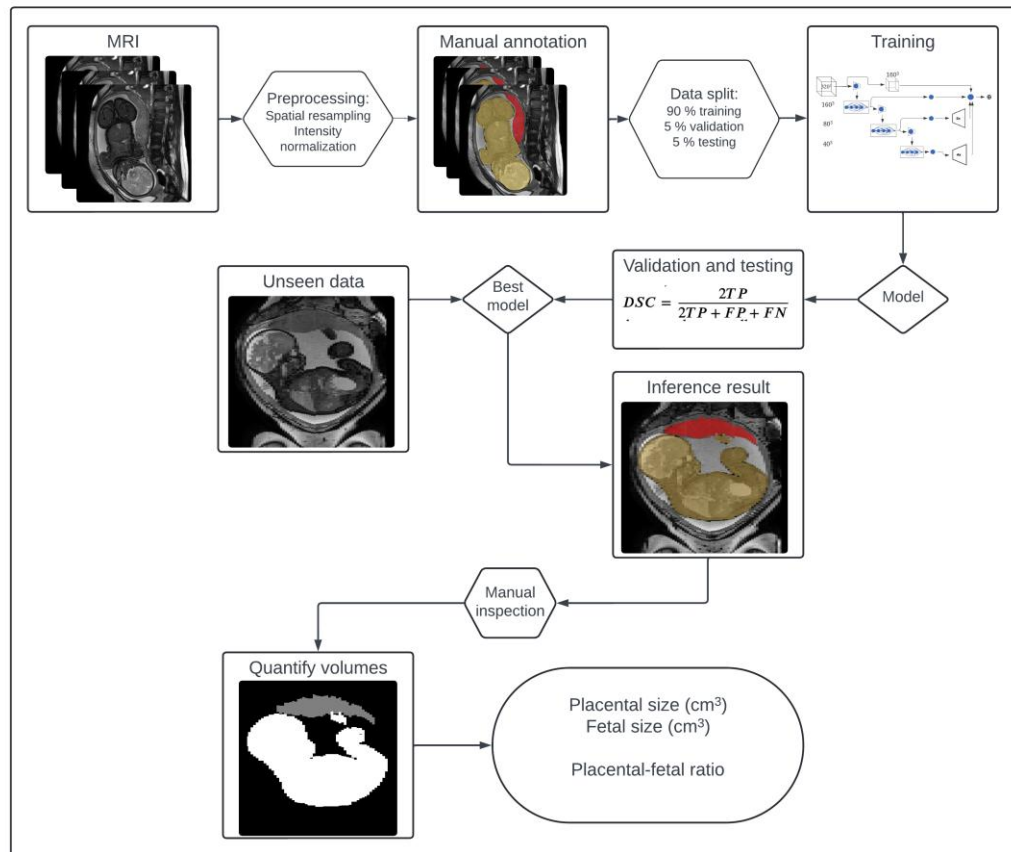 MRI
Preprocessing:
Spatial resampling
Intensity
normalization
Manual annotation
Data split:
90 % training
5 % validation
5 % testing
Training
160³
80³
40³
Unseen data
Best
model
Validation and testing
DSC = 2TP / 2TP + FP + FN
Model
Inference result
Manual
inspection
Quantify volumes
Placental size (cm³)
Fetal size (cm³)
Placental-fetal ratio